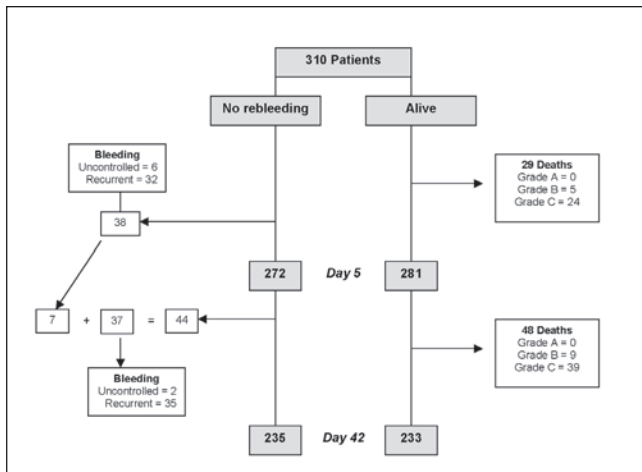 310 Patients
No rebleeding
Alive
Bleeding
Uncontrolled = 6
Recurrent = 32
29 Deaths
Grade A = 0
Grade B = 5
Grade C = 24
38
272
Day 5
281
7 + 37 = 44
48 Deaths
Grade A = 0
Grade B = 9
Grade C = 39
Bleeding
Uncontrolled = 2
Recurrent = 35
235
Day 42
233